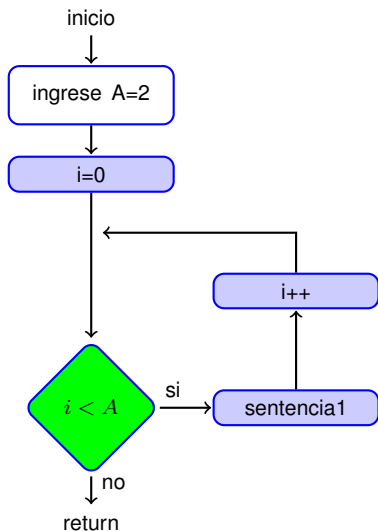 inicio
ingrese A=2
i=0
i++
i < A
si
sentencia1
no
return